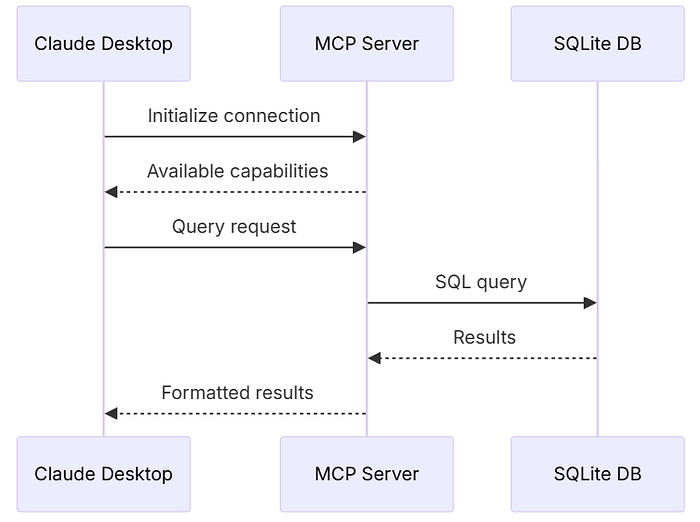 Claude Desktop
MCP Server
SQLite DB
Initialize connection
Available capabilities
Query request
SQL query
Results
Formatted results
Claude Desktop
MCP Server
SQLite DB